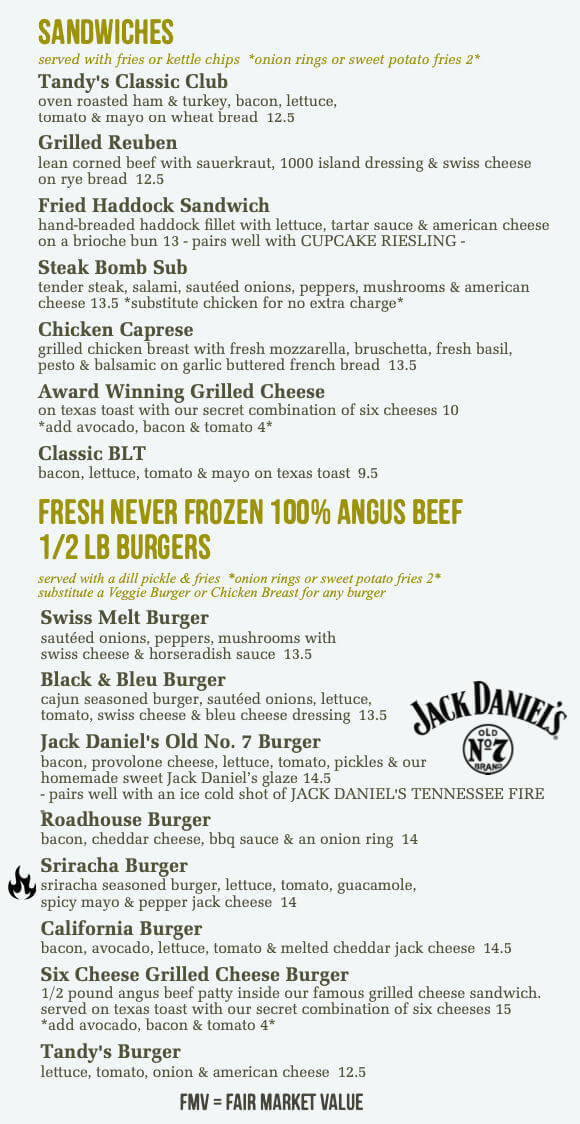 SANDWICHES
served with fries or kettle chips  *onion rings or sweet potato fries 2*
Tandy's Classic Club
oven roasted ham & turkey, bacon, lettuce,
tomato & mayo on wheat bread  12.5
Grilled Reuben
lean corned beef with sauerkraut, 1000 island dressing & swiss cheese
on rye bread  12.5
Fried Haddock Sandwich
hand-breaded haddock fillet with lettuce, tartar sauce & american cheese
on a brioche bun 13 - pairs well with CUPCAKE RIESLING -
Steak Bomb Sub
tender steak, salami, sautéed onions, peppers, mushrooms & american
cheese 13.5 *substitute chicken for no extra charge*
Chicken Caprese
grilled chicken breast with fresh mozzarella, bruschetta, fresh basil,
pesto & balsamic on garlic buttered french bread  13.5
Award Winning Grilled Cheese
on texas toast with our secret combination of six cheeses 10
*add avocado, bacon & tomato 4*
Classic BLT
bacon, lettuce, tomato & mayo on texas toast  9.5
FRESH NEVER FROZEN 100% ANGUS BEEF
1/2 LB BURGERS
served with a dill pickle & fries  *onion rings or sweet potato fries 2*
substitute a Veggie Burger or Chicken Breast for any burger
Swiss Melt Burger
sautéed onions, peppers, mushrooms with
swiss cheese & horseradish sauce  13.5
Black & Bleu Burger
cajun seasoned burger, sautéed onions, lettuce,
tomato, swiss cheese & bleu cheese dressing  13.5
JACK DANIEL'S
OLD
Nº7
BRAND
Jack Daniel's Old No. 7 Burger
bacon, provolone cheese, lettuce, tomato, pickles & our
homemade sweet Jack Daniel's glaze 14.5
- pairs well with an ice cold shot of JACK DANIEL'S TENNESSEE FIRE
Roadhouse Burger
bacon, cheddar cheese, bbq sauce & an onion ring  14
Sriracha Burger
sriracha seasoned burger, lettuce, tomato, guacamole,
spicy mayo & pepper jack cheese  14
California Burger
bacon, avocado, lettuce, tomato & melted cheddar jack cheese  14.5
Six Cheese Grilled Cheese Burger
1/2 pound angus beef patty inside our famous grilled cheese sandwich.
served on texas toast with our secret combination of six cheeses 15
*add avocado, bacon & tomato 4*
Tandy's Burger
lettuce, tomato, onion & american cheese  12.5
FMV = FAIR MARKET VALUE